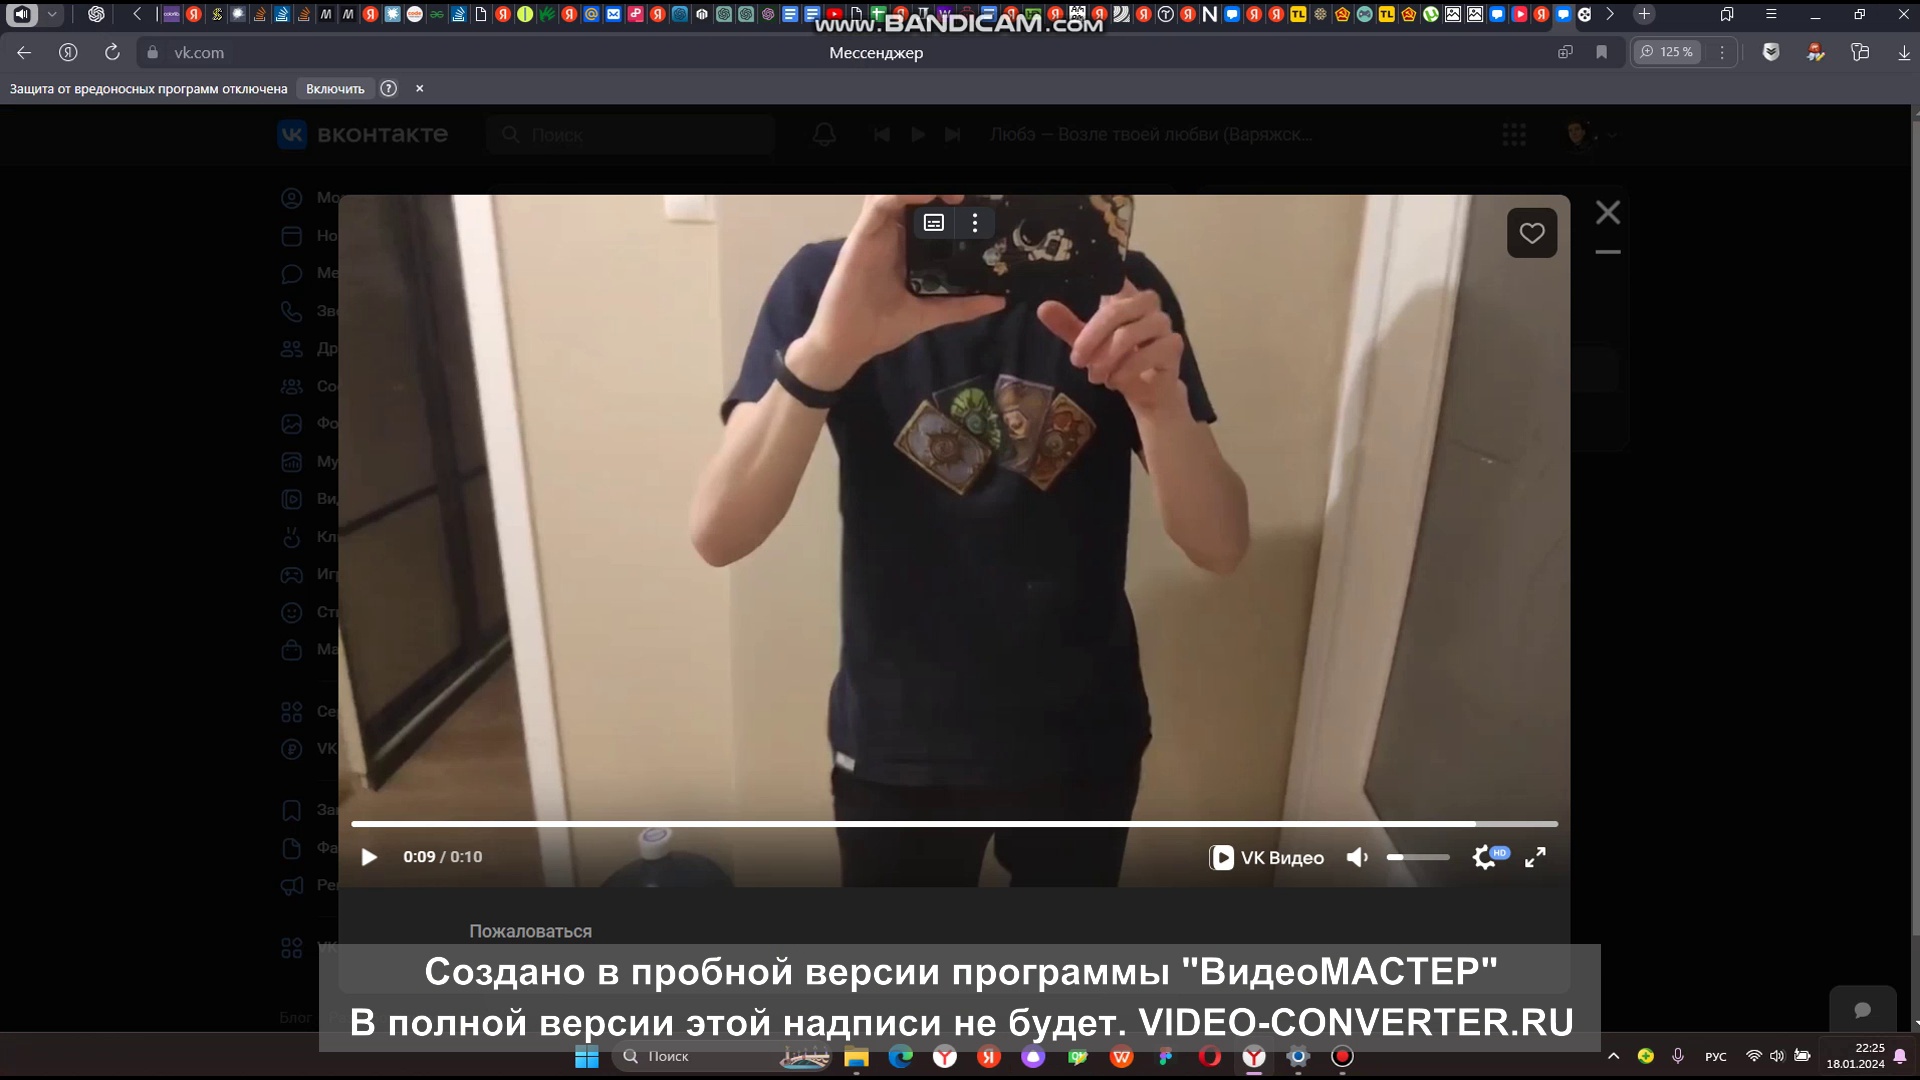 www.BANDICAM.com
vk.com
Мессенджер
125 %
Защита от вредоносных программ отключена
Включить
вконтакте
Поиск
Любэ — Возле твоей любви (Варяжск...
0:09 / 0:10
VK Видео
HD
Пожаловаться
Создано в пробной версии программы "ВидеоМАСТЕР"
В полной версии этой надписи не будет. VIDEO-CONVERTER.RU
Блог
Поиск
РУС
22:25
18.01.2024